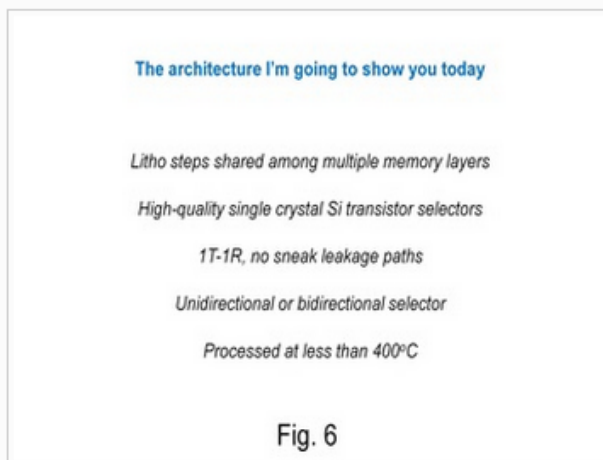 The architecture I'm going to show you today
Litho steps shared among multiple memory layers
High-quality single crystal Si transistor selectors
1T-1R, no sneak leakage paths
Unidirectional or bidirectional selector
Processed at less than 400ºC
Fig. 6